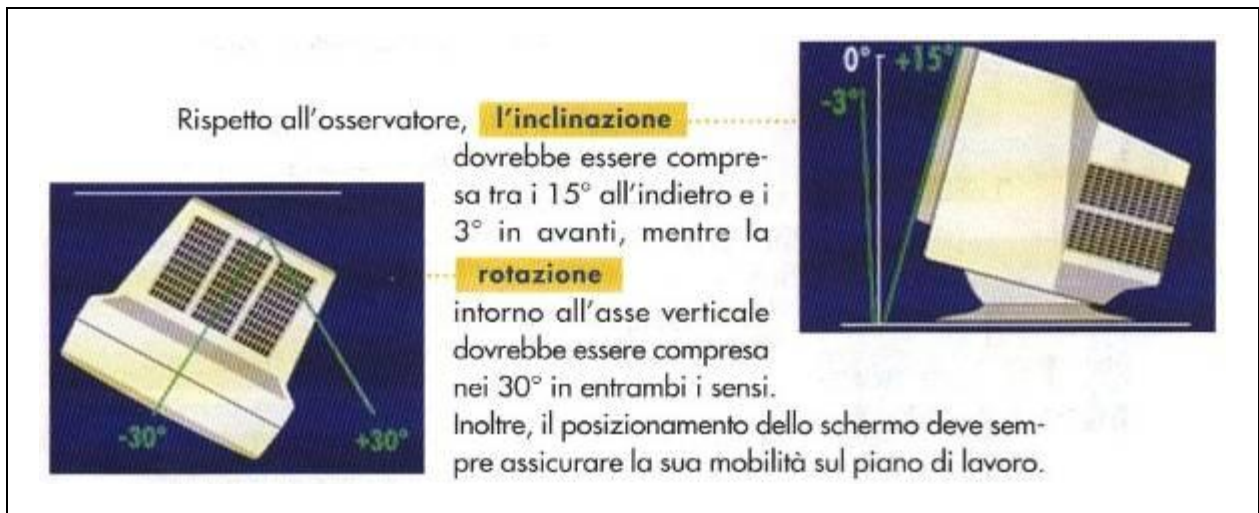 Rispetto all'osservatore, l'inclinazione
dovrebbe essere compre-
sa tra i 15° all'indietro e i
3° in avanti, mentre la
rotazione
intorno all'asse verticale
dovrebbe essere compresa
nei 30° in entrambi i sensi.
Inoltre, il posizionamento dello schermo deve sem-
pre assicurare la sua mobilità sul piano di lavoro.
0° +15°
-3°
-30° +30°